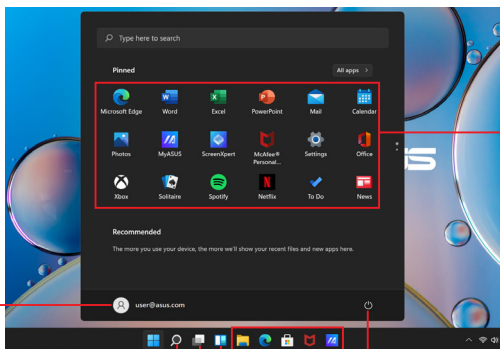 Type here to search
Pinned
All apps >
Microsoft Edge
Word
Excel
PowerPoint
Mail
Calendar
Photos
MyASUS
ScreenXpert
McAfee®
Personal...
Settings
Office
Xbox
Solitaire
Spotify
Netflix
To Do
News
Recommended
The more you use your device, the more we'll show your recent files and new apps here.
user@asus.com